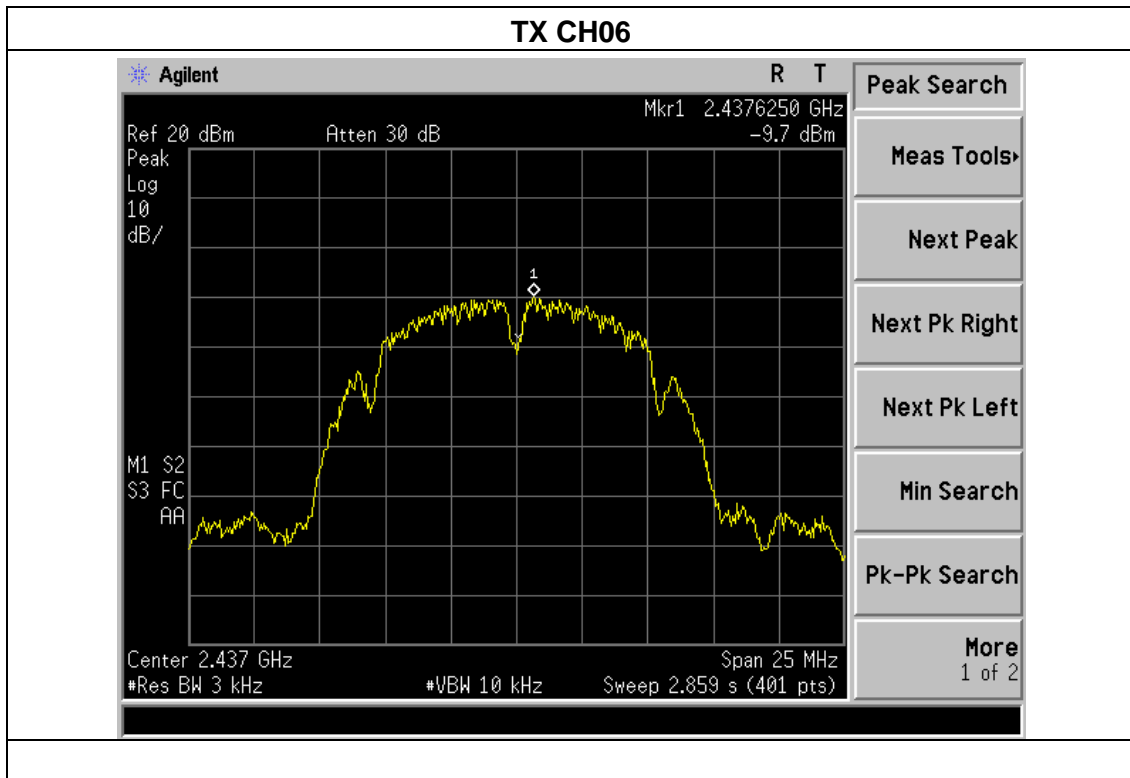 TX CH06
Agilent R T
Mkr1 2.4376250 GHz
Ref 20 dBm Atten 30 dB -9.7 dBm
Peak
Log
10
dB/
1
M1 S2
S3 FC
AA
Center 2.437 GHz Span 25 MHz
#Res BW 3 kHz #VBW 10 kHz Sweep 2.859 s (401 pts)
Peak Search
Meas Tools
Next Peak
Next Pk Right
Next Pk Left
Min Search
Pk-Pk Search
More
1 of 2